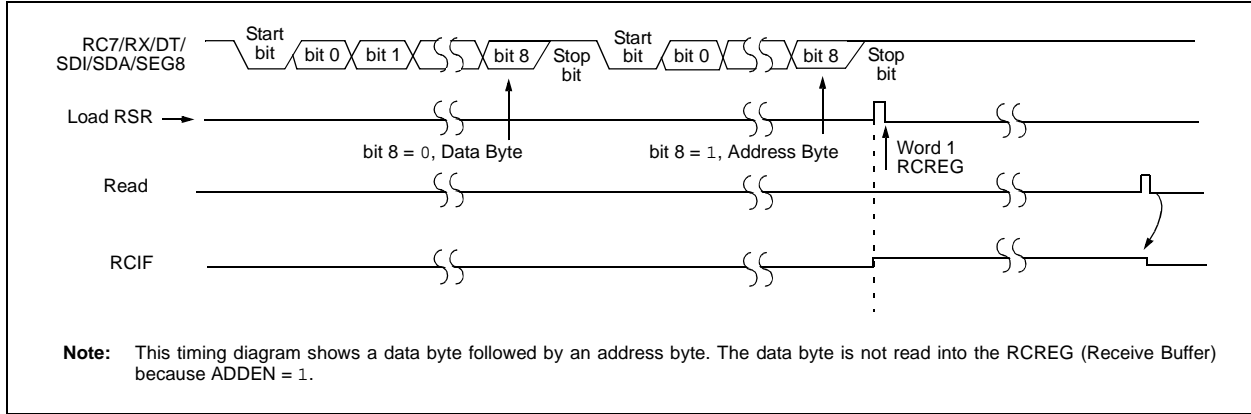 RC7/RX/DT/
SDI/SDA/SEG8
Start
bit
bit 0
bit 1
bit 8
Stop
bit
Start
bit
bit 0
bit 8
Stop
bit
Load RSR
bit 8 = 0, Data Byte
bit 8 = 1, Address Byte
Word 1
RCREG
Read
RCIF
Note: This timing diagram shows a data byte followed by an address byte. The data byte is not read into the RCREG (Receive Buffer)
because ADDEN = 1.